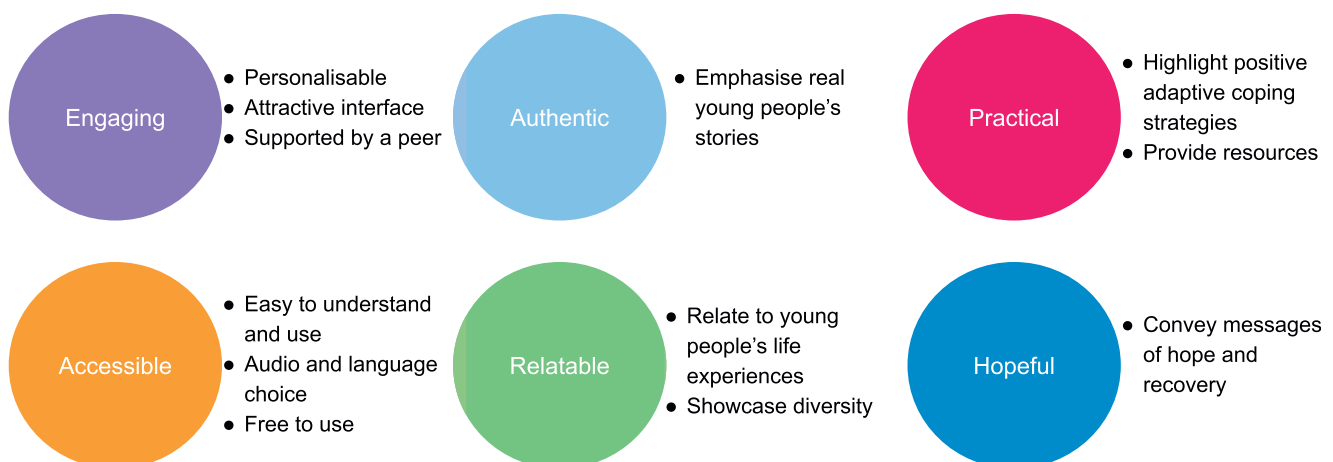 Engaging
● Personalisable
● Attractive interface
● Supported by a peer
Authentic
● Emphasise real
young people’s
stories
Practical
● Highlight positive
adaptive coping
strategies
● Provide resources
Accessible
● Easy to understand
and use
● Audio and language
choice
● Free to use
Relatable
● Relate to young
people’s life
experiences
● Showcase diversity
Hopeful
● Convey messages
of hope and
recovery